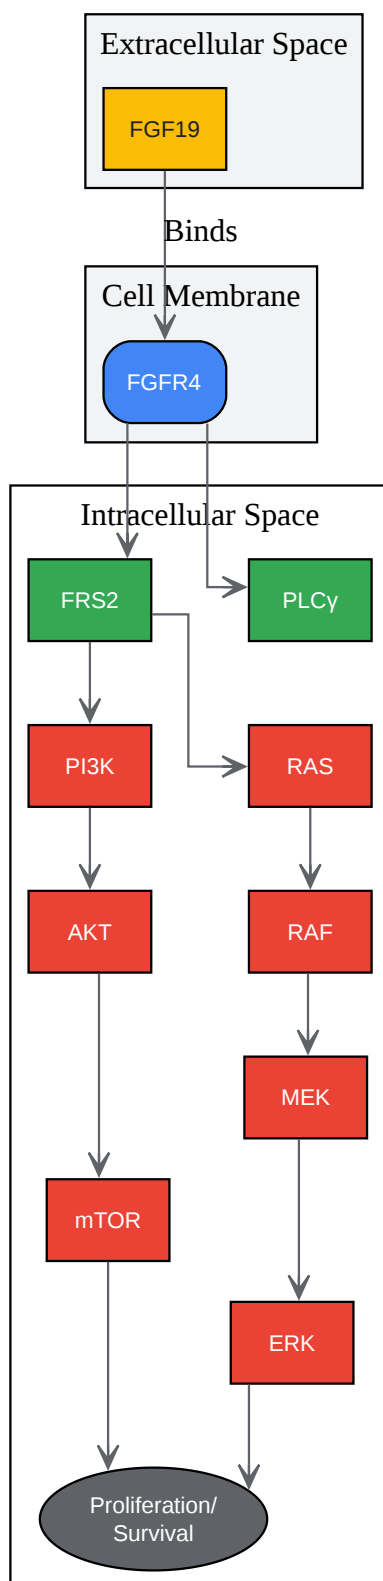 Extracellular Space
FGF19
Binds
Cell Membrane
FGFR4
Intracellular Space
FRS2
PLCγ
PI3K
RAS
AKT
RAF
MEK
mTOR
ERK
Proliferation/
Survival